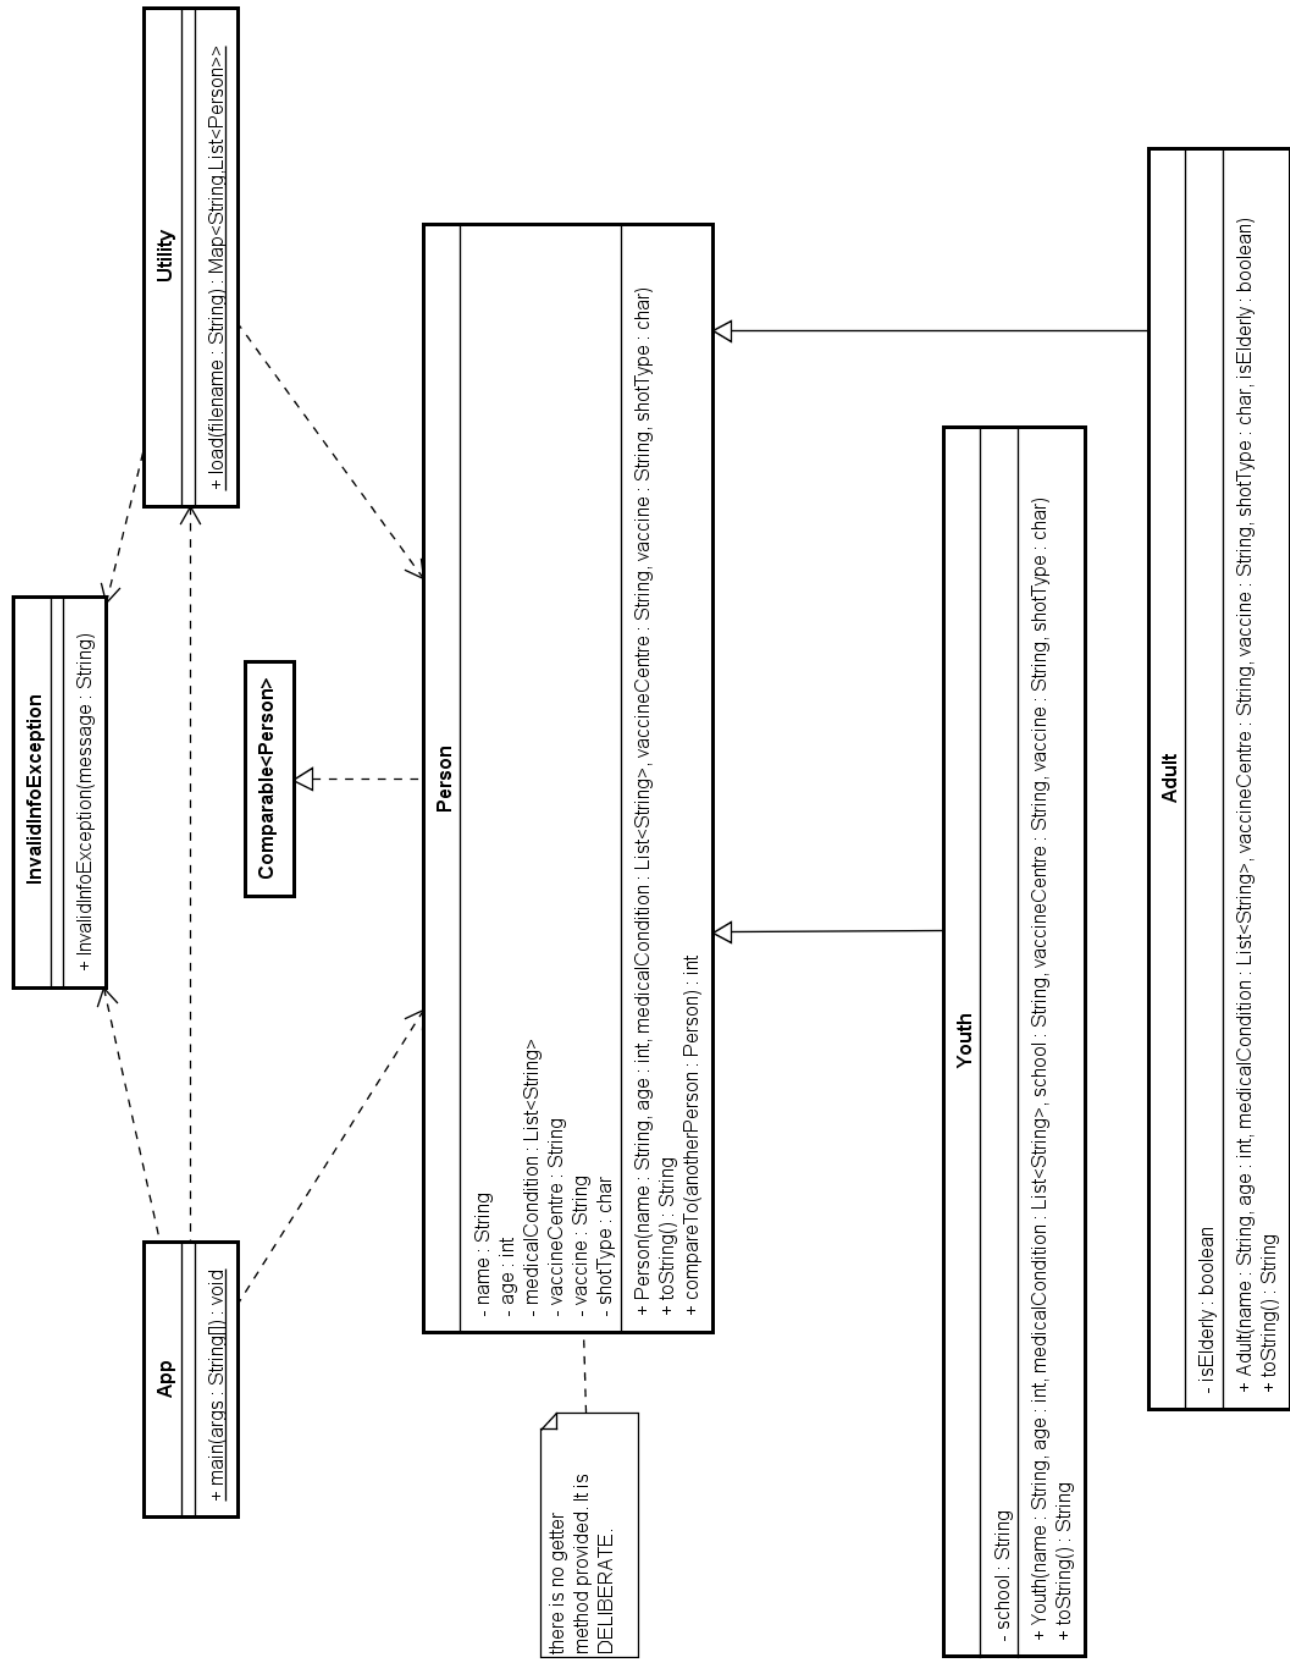 InvalidInfoException
+ InvalidInfoException(message : String)
App
+ main(args : String[]) : void
Utility
+ load(filename : String) : Map<String,List<Person>>
Comparable<Person>
Person
- name : String
- age : int
- medicalCondition : List<String>
- vaccineCentre : String
- vaccine : String
- shotType : char
+ Person(name : String, age : int, medicalCondition : List<String>, vaccineCentre : String, vaccine : String, shotType : char)
+ toString() : String
+ compareTo(anotherPerson : Person) : int
there is no getter
method provided. It is
DELIBERATE.
Youth
- school : String
+ Youth(name : String, age : int, medicalCondition : List<String>, school : String, vaccineCentre : String, vaccine : String, shotType : char)
+ toString() : String
Adult
- isElderly : boolean
+ Adult(name : String, age : int, medicalCondition : List<String>, vaccineCentre : String, vaccine : String, shotType : char, isElderly : boolean)
+ toString() : String